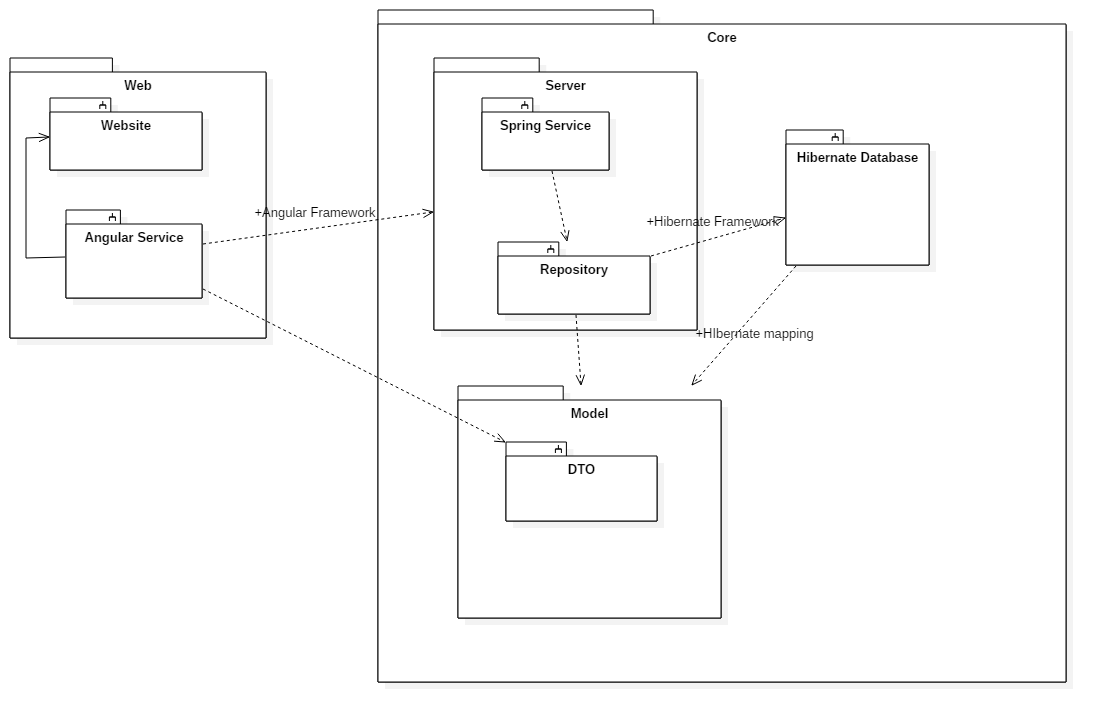 Core
Web
Server
Website
Spring Service
Hibernate Database
+Angular Framework
+Hibernate Framework
Angular Service
Repository
+HIbernate mapping
Model
DTO